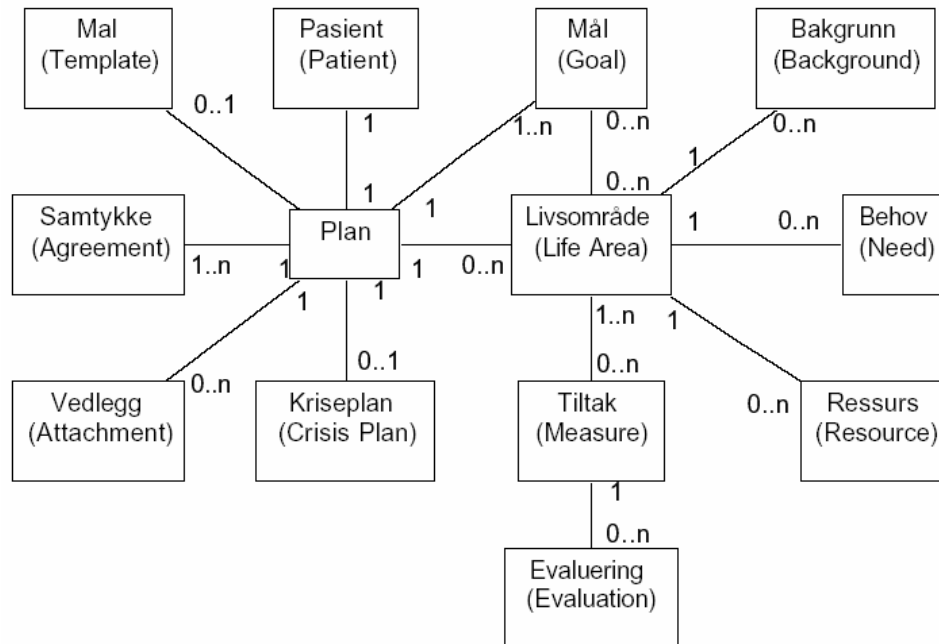 Mal
(Template)
Pasient
(Patient)
Mål
(Goal)
Bakgrunn
(Background)
0..1
1
1..n
0..n
0..n
1
1
1
0..n
Samtykke
(Agreement)
Plan
Livsområde
(Life Area)
Behov
(Need)
1
0..n
1..n
1
1
1
0..n
1
1..n
1
0..1
0..n
0..n
0..n
Vedlegg
(Attachment)
Kriseplan
(Crisis Plan)
Tiltak
(Measure)
Ressurs
(Resource)
1
0..n
Evaluering
(Evaluation)